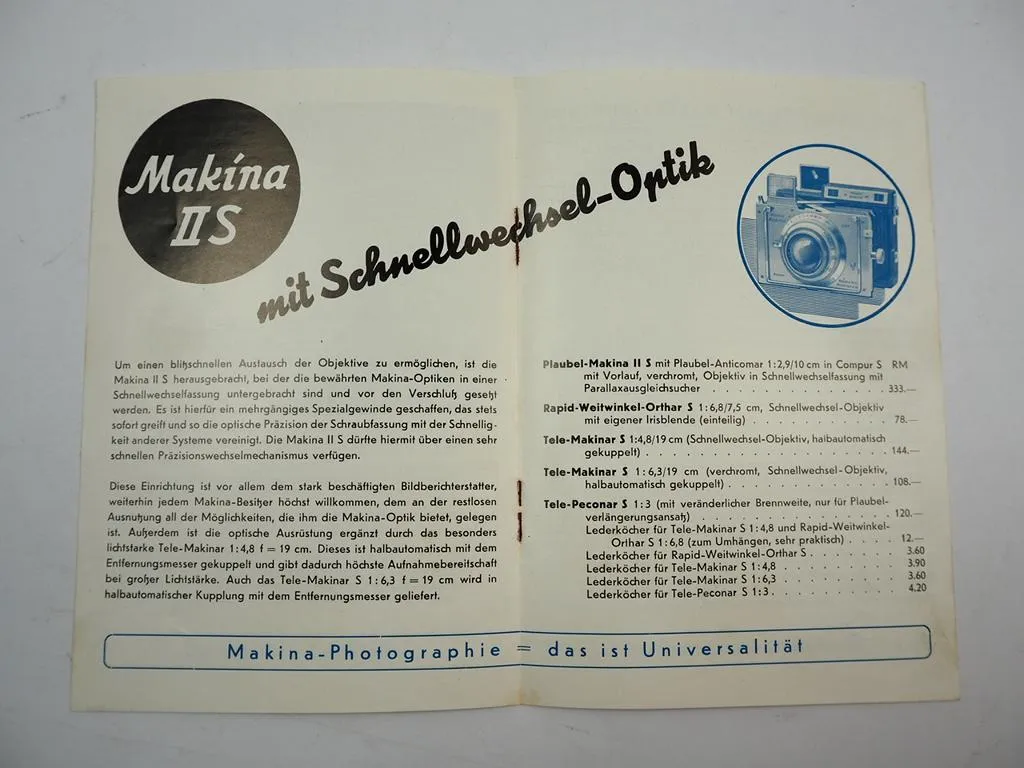 Makina
II S
mit Schnellwechsel-Optik
Um einen blitzschnellen Austausch der Objektive zu ermöglichen, ist die
Makina II S herausgebracht, bei der die bewährten Makina-Optiken in einer
Schnellwechselfassung untergebracht sind und vor den Verschluß gesetzt
werden. Es ist hierfür ein mehrgängiges Spezialgewinde geschaffen, das stets
sofort greift und so die optische Präzision der Schraubfassung mit der Schnellig-
keit anderer Systeme vereinigt. Die Makina II S dürfte hiermit über einen sehr
schnellen Präzisionswechselmechanismus verfügen.
Diese Einrichtung ist vor allem dem stark beschäftigten Bildberichterstatter,
weiterhin jedem Makina-Besitzer höchst willkommen, dem an der restlosen
Ausnutzung all der Möglichkeiten, die ihm die Makina-Optik bietet, gelegen
ist. Außerdem ist die optische Ausrüstung ergänzt durch das besonders
lichtstarke Tele-Makinar 1:4,8 f = 19 cm. Dieses ist halbautomatisch mit dem
Entfernungsmesser gekuppelt und gibt dadurch höchste Aufnahmebereitschaft
bei großer Lichtstärke. Auch das Tele-Makinar S 1:6,3 f = 19 cm wird in
halbautomatischer Kupplung mit dem Entfernungsmesser geliefert.
Plaubel-Makina II S mit Plaubel-Anticomar 1:2,9/10 cm in Compur S RM
mit Vorlauf, verchromt, Objektiv in Schnellwechselfassung mit
Parallaxausgleichsucher . . . . . . . . . . . . . 333.—
Rapid-Weitwinkel-Orthar S 1:6,8/7,5 cm, Schnellwechsel-Objektiv
mit eigener Irisblende (einteilig) . . . . . . . . . . 78.—
Tele-Makinar S 1:4,8/19 cm (Schnellwechsel-Objektiv, halbautomatisch
gekuppelt) . . . . . . . . . . . . . . . . . . 144.—
Tele-Makinar S 1:6,3/19 cm (verchromt, Schnellwechsel-Objektiv,
halbautomatisch gekuppelt) . . . . . . . . . . . . 108.—
Tele-Peconar S 1:3 (mit veränderlicher Brennweite, nur für Plaubel-
verlängerungsansatz) . . . . . . . . . . . . . . 120.—
Lederköcher für Tele-Makinar S 1:4,8 und Rapid-Weitwinkel-
Orthar S 1:6,8 (zum Umhängen, sehr praktisch) . . . . 12.—
Lederköcher für Rapid-Weitwinkel-Orthar S . . . . . . . 3.60
Lederköcher für Tele-Makinar S 1:4,8 . . . . . . . . . 3.90
Lederköcher für Tele-Makinar S 1:6,3 . . . . . . . . . 3.60
Lederköcher für Tele-Peconar S 1:3 . . . . . . . . . . 4.20
Makina-Photographie = das ist Universalität